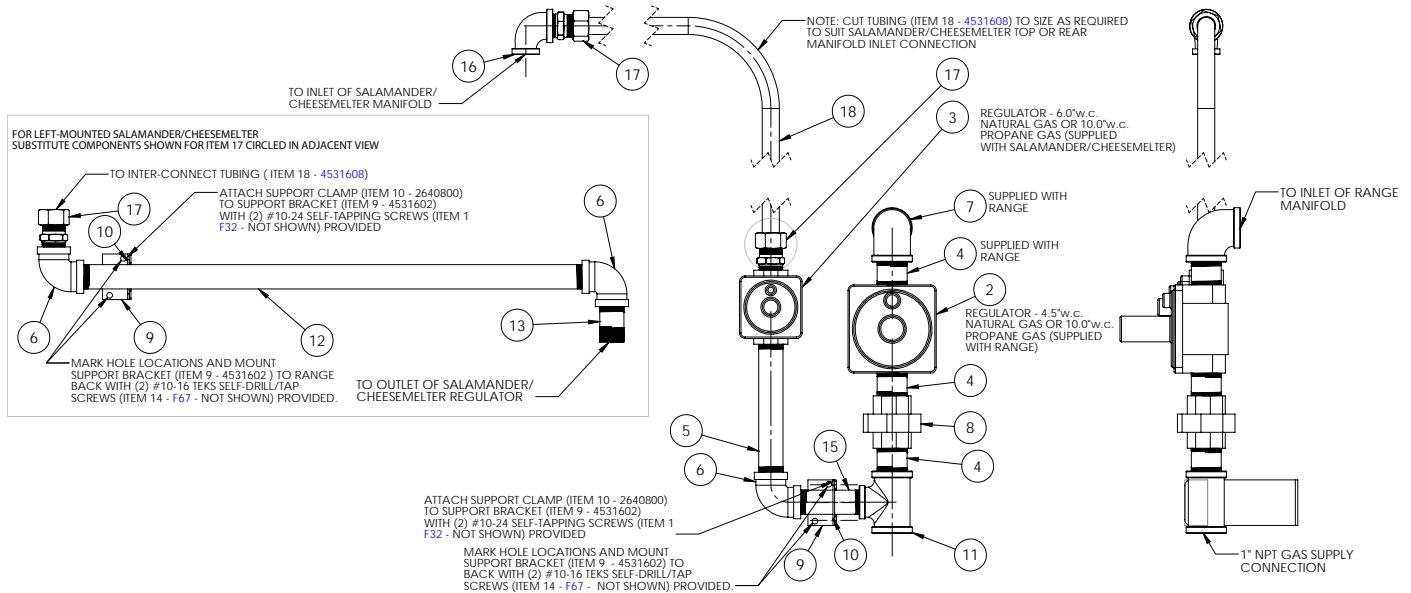 NOTE: CUT TUBING (ITEM 18 - 4531608) TO SIZE AS REQUIRED
TO SUIT SALAMANDER/CHEESEMELTER TOP OR REAR
MANIFOLD INLET CONNECTION
16
17
TO INLET OF SALAMANDER/
CHEESEMELTER MANIFOLD
17
18
3
REGULATOR - 6.0"w.c.
NATURAL GAS OR 10.0"w.c.
PROPANE GAS (SUPPLIED
WITH SALAMANDER/CHEESEMELTER)
FOR LEFT-MOUNTED SALAMANDER/CHEESEMELTER
SUBSTITUTE COMPONENTS SHOWN FOR ITEM 17 CIRCLED IN ADJACENT VIEW
TO INTER-CONNECT TUBING ( ITEM 18 - 4531608)
ATTACH SUPPORT CLAMP (ITEM 10 - 2640800)
TO SUPPORT BRACKET (ITEM 9 - 4531602)
WITH (2) #10-24 SELF-TAPPING SCREWS (ITEM 1
F32 - NOT SHOWN) PROVIDED
17
10
6
6
9
12
13
MARK HOLE LOCATIONS AND MOUNT
SUPPORT BRACKET (ITEM 9 - 4531602 ) TO RANGE
BACK WITH (2) #10-16 TEKS SELF-DRILL/TAP
SCREWS (ITEM 14 - F67 - NOT SHOWN) PROVIDED.
TO OUTLET OF SALAMANDER/
CHEESEMELTER REGULATOR
7
SUPPLIED WITH
RANGE
4
SUPPLIED WITH
RANGE
2
REGULATOR - 4.5"w.c.
NATURAL GAS OR 10.0"w.c.
PROPANE GAS (SUPPLIED
WITH RANGE)
TO INLET OF RANGE
MANIFOLD
4
8
5
15
4
6
ATTACH SUPPORT CLAMP (ITEM 10 - 2640800)
TO SUPPORT BRACKET (ITEM 9 - 4531602)
WITH (2) #10-24 SELF-TAPPING SCREWS (ITEM 1
F32 - NOT SHOWN) PROVIDED
MARK HOLE LOCATIONS AND MOUNT
SUPPORT BRACKET (ITEM 9 - 4531602) TO
BACK WITH (2) #10-16 TEKS SELF-DRILL/TAP
SCREWS (ITEM 14 - F67 - NOT SHOWN) PROVIDED.
9
10
11
1" NPT GAS SUPPLY
CONNECTION